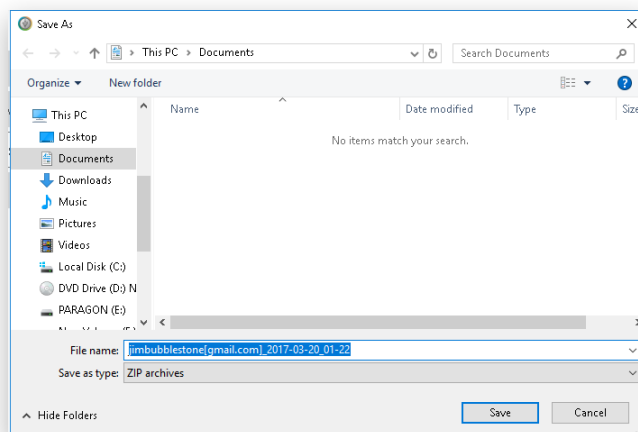 Save As
This PC > Documents
Search Documents
Organize
New folder
This PC
Desktop
Documents
Downloads
Music
Pictures
Videos
Local Disk (C:)
DVD Drive (D:) N
PARAGON (E:)
Name
Date modified
Type
Size
No items match your search.
File name: jimbubblestone[gmail.com]_2017-03-20_01-22
Save as type: ZIP archives
Hide Folders
Save
Cancel